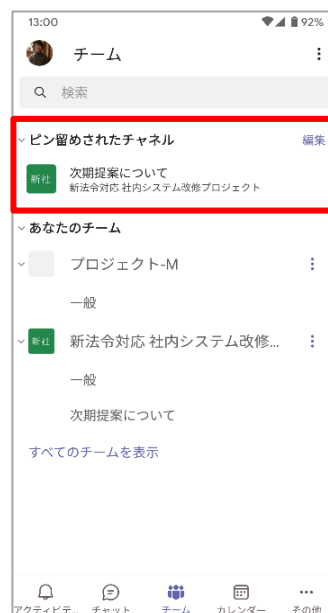 13:00 92%
チーム
検索
ピン留めされたチャネル 編集
新社 次期提案について
新法令対応 社内システム改修プロジェクト
あなたのチーム
プロジェクト-M
一般
新社 新法令対応 社内システム改修...
一般
次期提案について
すべてのチームを表示
アクティビテ... チャット チーム カレンダー その他